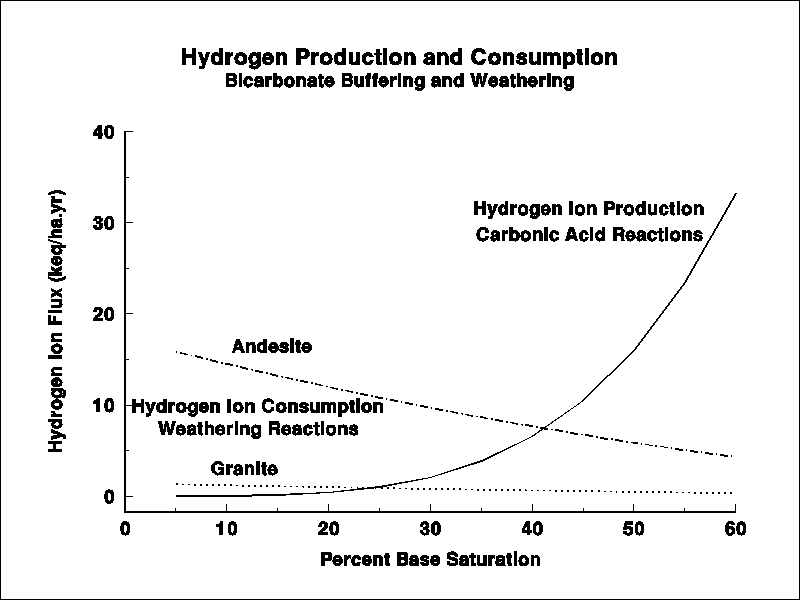 Hydrogen Production and Consumption
Bicarbonate Buffering and Weathering
40
30
20
10
0
Hydrogen Ion Flux (keq/ha.yr)
Hydrogen Ion Production
Carbonic Acid Reactions
Andesite
Hydrogen Ion Consumption
Weathering Reactions
Granite
0 10 20 30 40 50 60
Percent Base Saturation